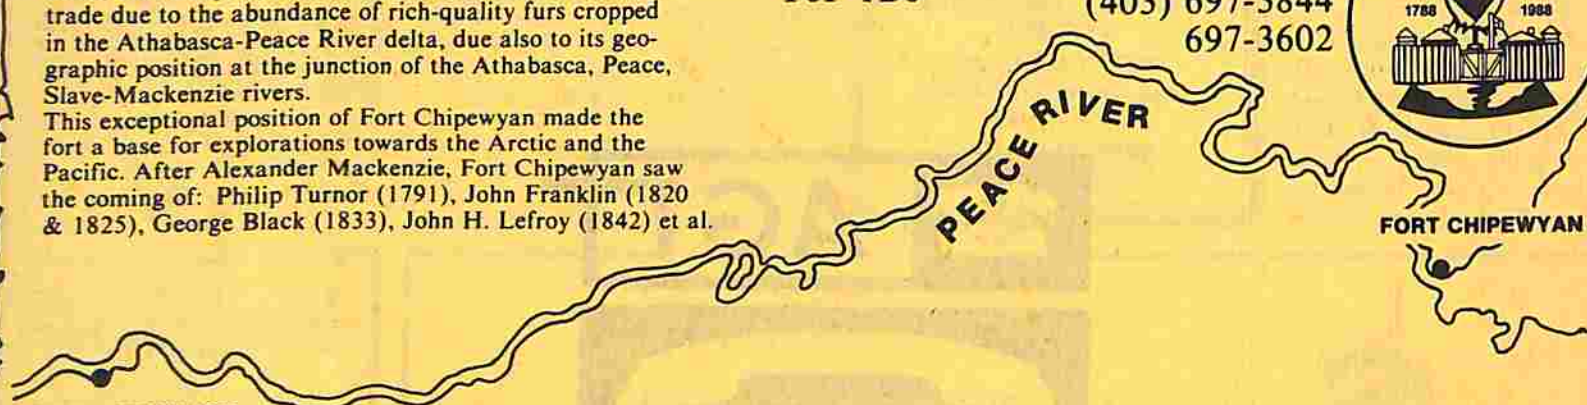 trade due to the abundance of rich-quality furs cropped
in the Athabasca-Peace River delta, due also to its geo-
graphic position at the junction of the Athabasca, Peace,
Slave-Mackenzie rivers.
This exceptional position of Fort Chipewyan made the
fort a base for explorations towards the Arctic and the
Pacific. After Alexander Mackenzie, Fort Chipewyan saw
the coming of: Philip Turnor (1791), John Franklin (1820
& 1825), George Black (1833), John H. Lefroy (1842) et al.
(403) 697-3844
697-3602
1788 1988
PEACE RIVER
FORT CHIPEWYAN